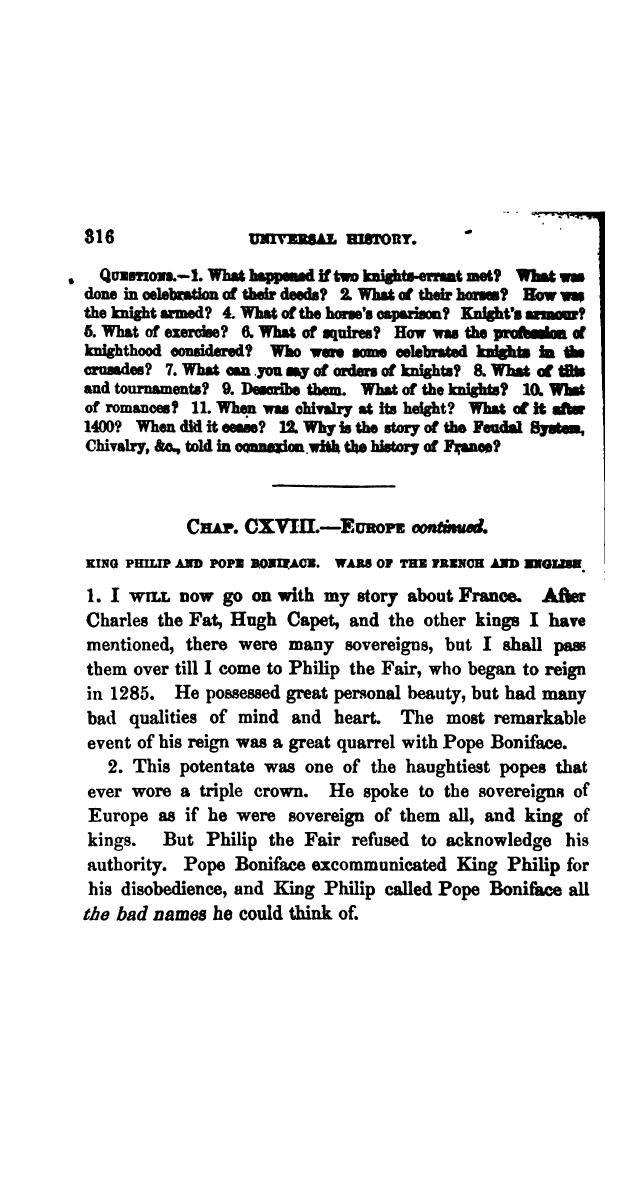 316 UNIVERSAL HISTORY.
QUESTIONS.—1. What happened if two knights-errant met? What was
done in celebration of their deeds? 2. What of their horses? How was
the knight armed? 4. What of the horse's caparison? Knight's armour?
5. What of exercise? 6. What of squires? How was the profession of
knighthood considered? Who were some celebrated knights in the
crusades? 7. What can you say of orders of knights? 8. What of tilts
and tournaments? 9. Describe them. What of the knights? 10. What
of romances? 11. When was chivalry at its height? What of it after
1400? When did it cease? 12. Why is the story of the Feudal System,
Chivalry, &c., told in connexion with the history of France?
CHAP. CXVIII.—EUROPE continued.
KING PHILIP AND POPE BONIFACE. WARS OF THE FRENCH AND ENGLISH.
1. I WILL now go on with my story about France. After
Charles the Fat, Hugh Capet, and the other kings I have
mentioned, there were many sovereigns, but I shall pass
them over till I come to Philip the Fair, who began to reign
in 1285. He possessed great personal beauty, but had many
bad qualities of mind and heart. The most remarkable
event of his reign was a great quarrel with Pope Boniface.
2. This potentate was one of the haughtiest popes that
ever wore a triple crown. He spoke to the sovereigns of
Europe as if he were sovereign of them all, and king of
kings. But Philip the Fair refused to acknowledge his
authority. Pope Boniface excommunicated King Philip for
his disobedience, and King Philip called Pope Boniface all
the bad names he could think of.